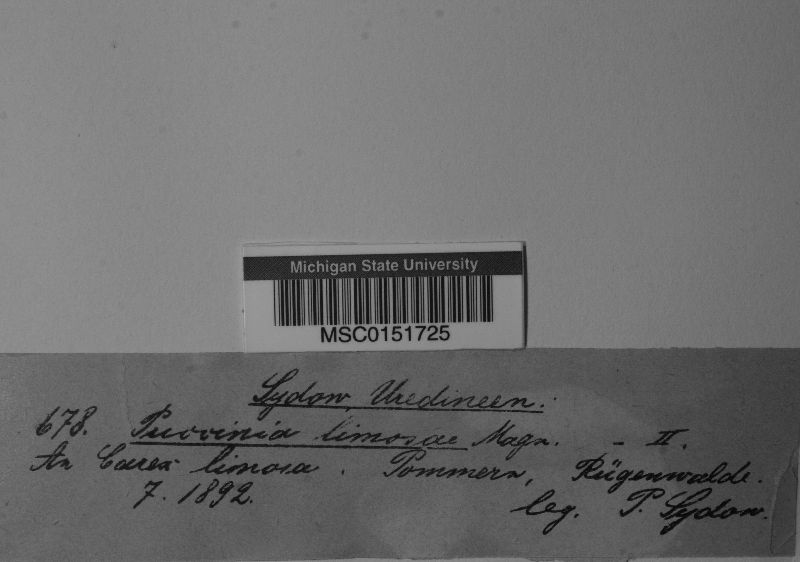 Michigan State University
MSC0151725
Sydow, Uredineen.
678. Puccinia limosae Magn. - II.
An Carex limosa. Pommern, Rügenwalde.
7. 1892.
leg. P. Sydow.